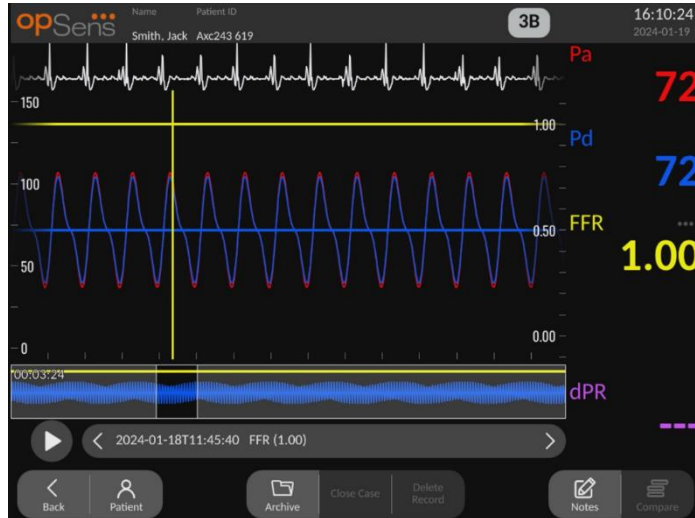 opSens
Name Patient ID
Smith, Jack Axc243 619
3B
16:10:24
2024-01-19
Pa
72
150
1.00
Pd
72
100
FFR
---
1.00
0.50
50
0.00
0
00:03:24
dPR
---
2024-01-18T11:45:40 FFR (1.00)
Back
Patient
Archive
Close Case
Delete
Record
Notes
Compare